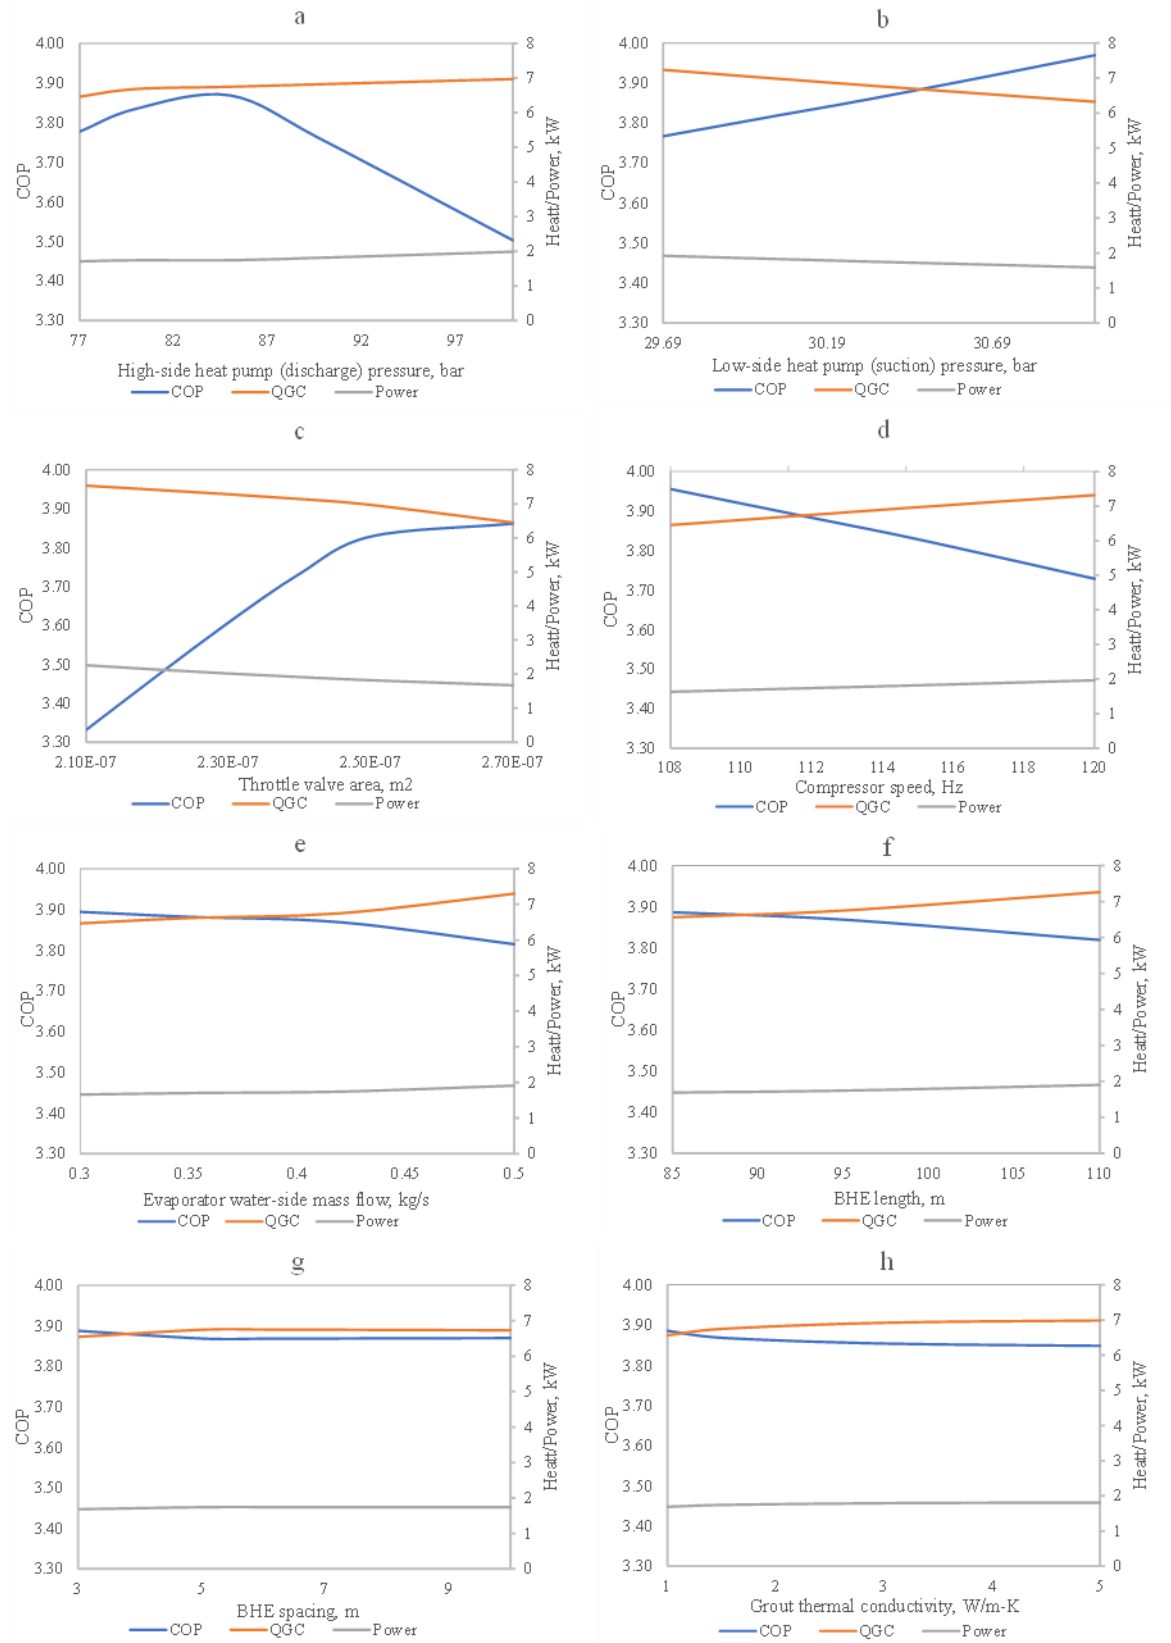 a
4.00 8
3.90 7
3.80 6
3.70 5
3.60 4
3.50 3
3.40 2
3.30 1
0
COP
Heatt/Power, kW
77 82 87 92 97
High-side heat pump (discharge) pressure, bar
COP QGC Power
b
4.00 8
3.90 7
3.80 6
3.70 5
3.60 4
3.50 3
3.40 2
3.30 1
0
COP
Heatt/Power, kW
29.69 30.19 30.69
Low-side heat pump (suction) pressure, bar
COP QGC Power
c
4.00 8
3.90 7
3.80 6
3.70 5
3.60 4
3.50 3
3.40 2
3.30 1
0
COP
Heatt/Power, kW
2.10E-07 2.30E-07 2.50E-07 2.70E-07
Throttle valve area, m2
COP QGC Power
d
4.00 8
3.90 7
3.80 6
3.70 5
3.60 4
3.50 3
3.40 2
3.30 1
0
COP
Heatt/Power, kW
108 110 112 114 116 118 120
Compressor speed, Hz
COP QGC Power
e
4.00 8
3.90 7
3.80 6
3.70 5
3.60 4
3.50 3
3.40 2
3.30 1
0
COP
Heatt/Power, kW
0.3 0.35 0.4 0.45 0.5
Evaporator water-side mass flow, kg/s
COP QGC Power
f
4.00 8
3.90 7
3.80 6
3.70 5
3.60 4
3.50 3
3.40 2
3.30 1
0
COP
Heatt/Power, kW
85 90 95 100 105 110
BHE length, m
COP QGC Power
g
4.00 8
3.90 7
3.80 6
3.70 5
3.60 4
3.50 3
3.40 2
3.30 1
0
COP
Heatt/Power, kW
3 5 7 9
BHE spacing, m
COP QGC Power
h
4.00 8
3.90 7
3.80 6
3.70 5
3.60 4
3.50 3
3.40 2
3.30 1
0
COP
Heatt/Power, kW
1 2 3 4 5
Grout thermal conductivity, W/m-K
COP QGC Power